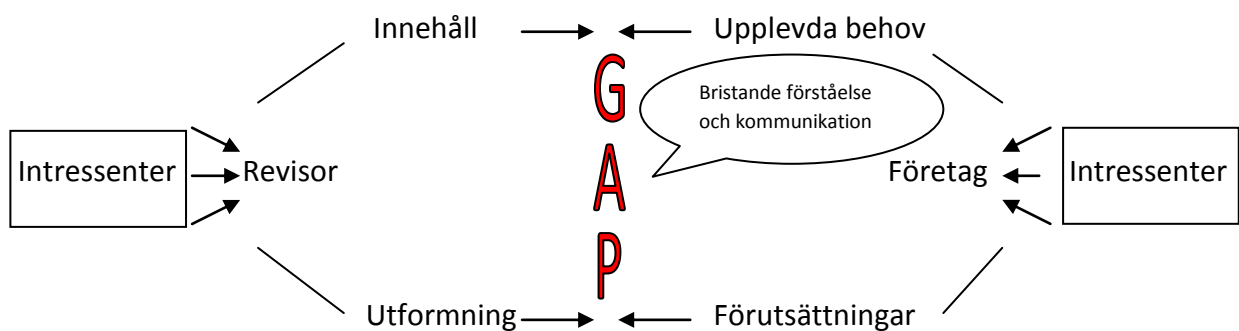 Innehåll Upplevda behov
G
A
P
Bristande förståelse
och kommunikation
Intressenter Revisor Företag Intressenter
Utformning Förutsättningar